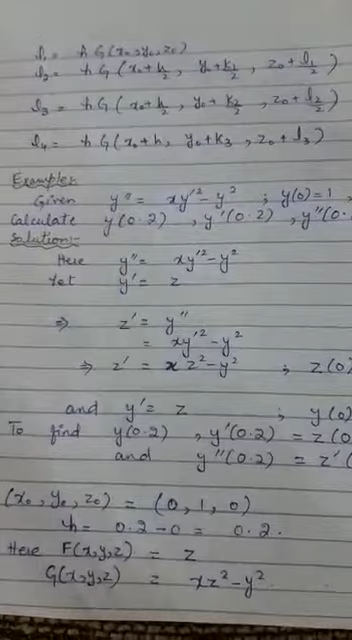 l₁ = h G(x₀, y₀, z₀)
l₂ = h G(x₀+h/2, y₀+k₁/2, z₀+l₁/2)
l₃ = h G(x₀+h/2, y₀+k₂/2, z₀+l₂/2)
l₄ = h G(x₀+h, y₀+k₃, z₀+l₃)
Example:-
Given y'' = xy'²-y² ; y(0)=1,
Calculate y(0.2), y'(0.2), y''(0.
Solution:-
Here y'' = xy'²-y²
Let y' = z
⇒ z' = y''
= xy'²-y²
⇒ z' = xz²-y² ; z(0)
and y' = z ; y(0)
To find y(0.2), y'(0.2) = z(0
and y''(0.2) = z'(
(x₀, y₀, z₀) = (0, 1, 0)
h = 0.2-0 = 0.2.
Here F(x,y,z) = z
G(x,y,z) = xz²-y²